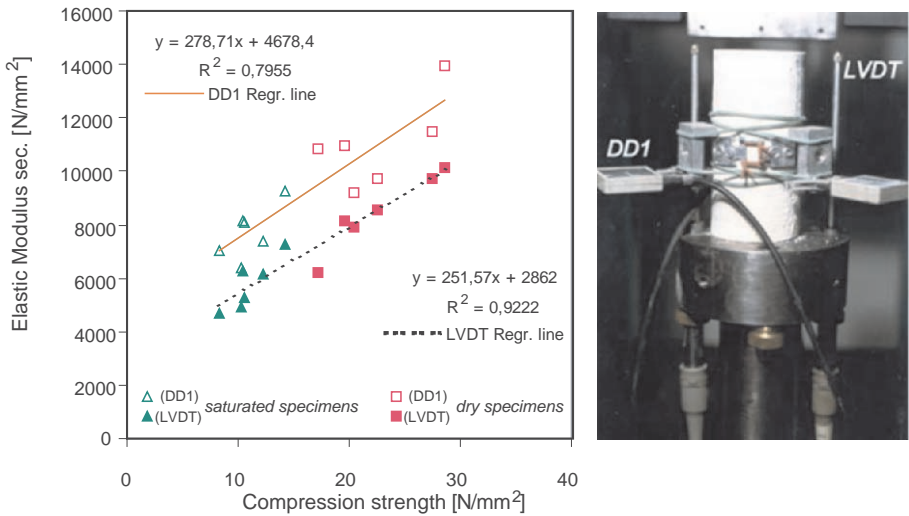 16000
14000
12000
10000
8000
6000
4000
2000
0
Elastic Modulus sec. [N/mm²]
y = 278,71x + 4678,4
R² = 0,7955
DD1 Regr. line
y = 251,57x + 2862
R² = 0,9222
LVDT Regr. line
(DD1)
(LVDT)
saturated specimens
(DD1)
(LVDT)
dry specimens
0 10 20 30 40
Compression strength [N/mm²]
LVDT
DD1